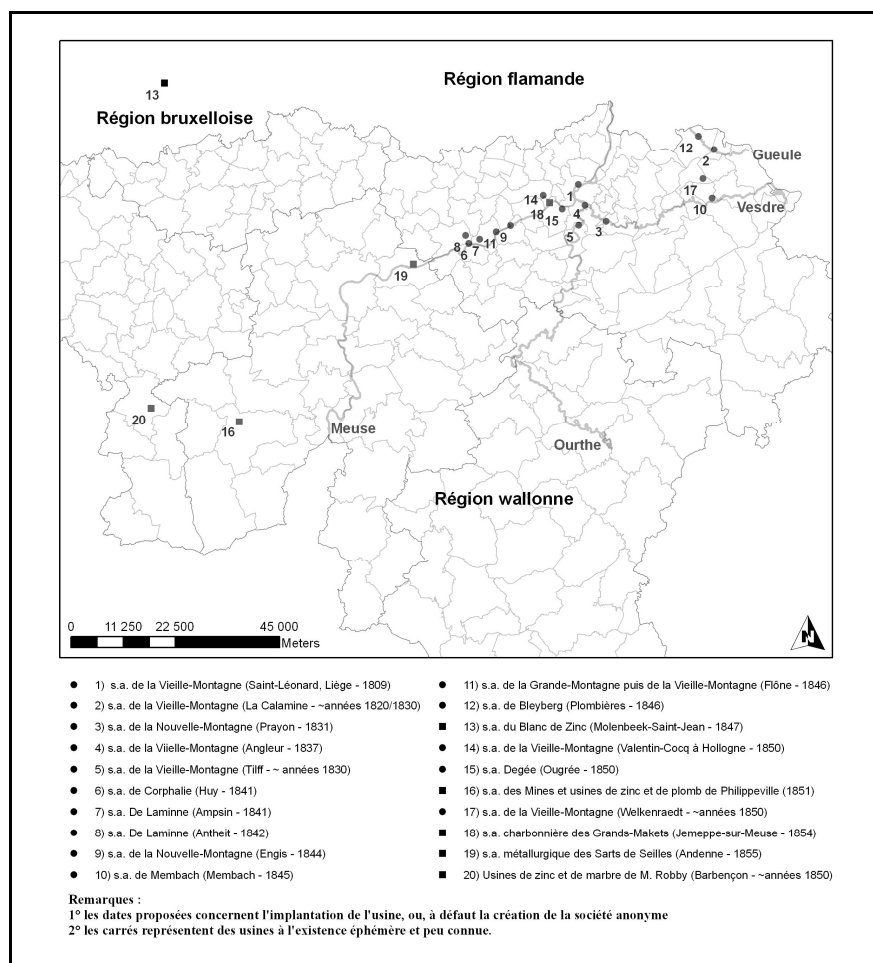 Région flamande
13
Région bruxelloise
12
2
Gueule
17
14
1
18
15
4
10
Vesdre
5
3
8
6
7
11
9
19
20
16
Meuse
Ourthe
Région wallonne
0 11 250 22 500 45 000
Meters
N
1) s.a. de la Vieille-Montagne (Saint-Léonard, Liège - 1809)
2) s.a. de la Vieille-Montagne (La Calamine - ~années 1820/1830)
3) s.a. de la Nouvelle-Montagne (Prayon - 1831)
4) s.a. de la Viielle-Montagne (Angleur - 1837)
5) s.a. de la Vieille-Montagne (Tilff - ~ années 1830)
6) s.a. de Corphalie (Huy - 1841)
7) s.a. De Laminne (Ampsin - 1841)
8) s.a. De Laminne (Antheit - 1842)
9) s.a. de la Nouvelle-Montagne (Engis - 1844)
10) s.a. de Membach (Membach - 1845)
11) s.a. de la Grande-Montagne puis de la Vieille-Montagne (Flône - 1846)
12) s.a. de Bleyberg (Plombières - 1846)
13) s.a. du Blanc de Zinc (Molenbeek-Saint-Jean - 1847)
14) s.a. de la Vieille-Montagne (Valentin-Cocq à Hollogne - 1850)
15) s.a. Degée (Ougrée - 1850)
16) s.a. des Mines et usines de zinc et de plomb de Philippeville (1851)
17) s.a. de la Vieille-Montagne (Welkenraedt - ~années 1850)
18) s.a. charbonnière des Grands-Makets (Jemeppe-sur-Meuse - 1854)
19) s.a. métallurgique des Sarts de Seilles (Andenne - 1855)
20) Usines de zinc et de marbre de M. Robby (Barbençon - ~années 1850)
Remarques :
1° les dates proposées concernent l'implantation de l'usine, ou, à défaut la création de la société anonyme
2° les carrés représentent des usines à l'existence éphémère et peu connue.